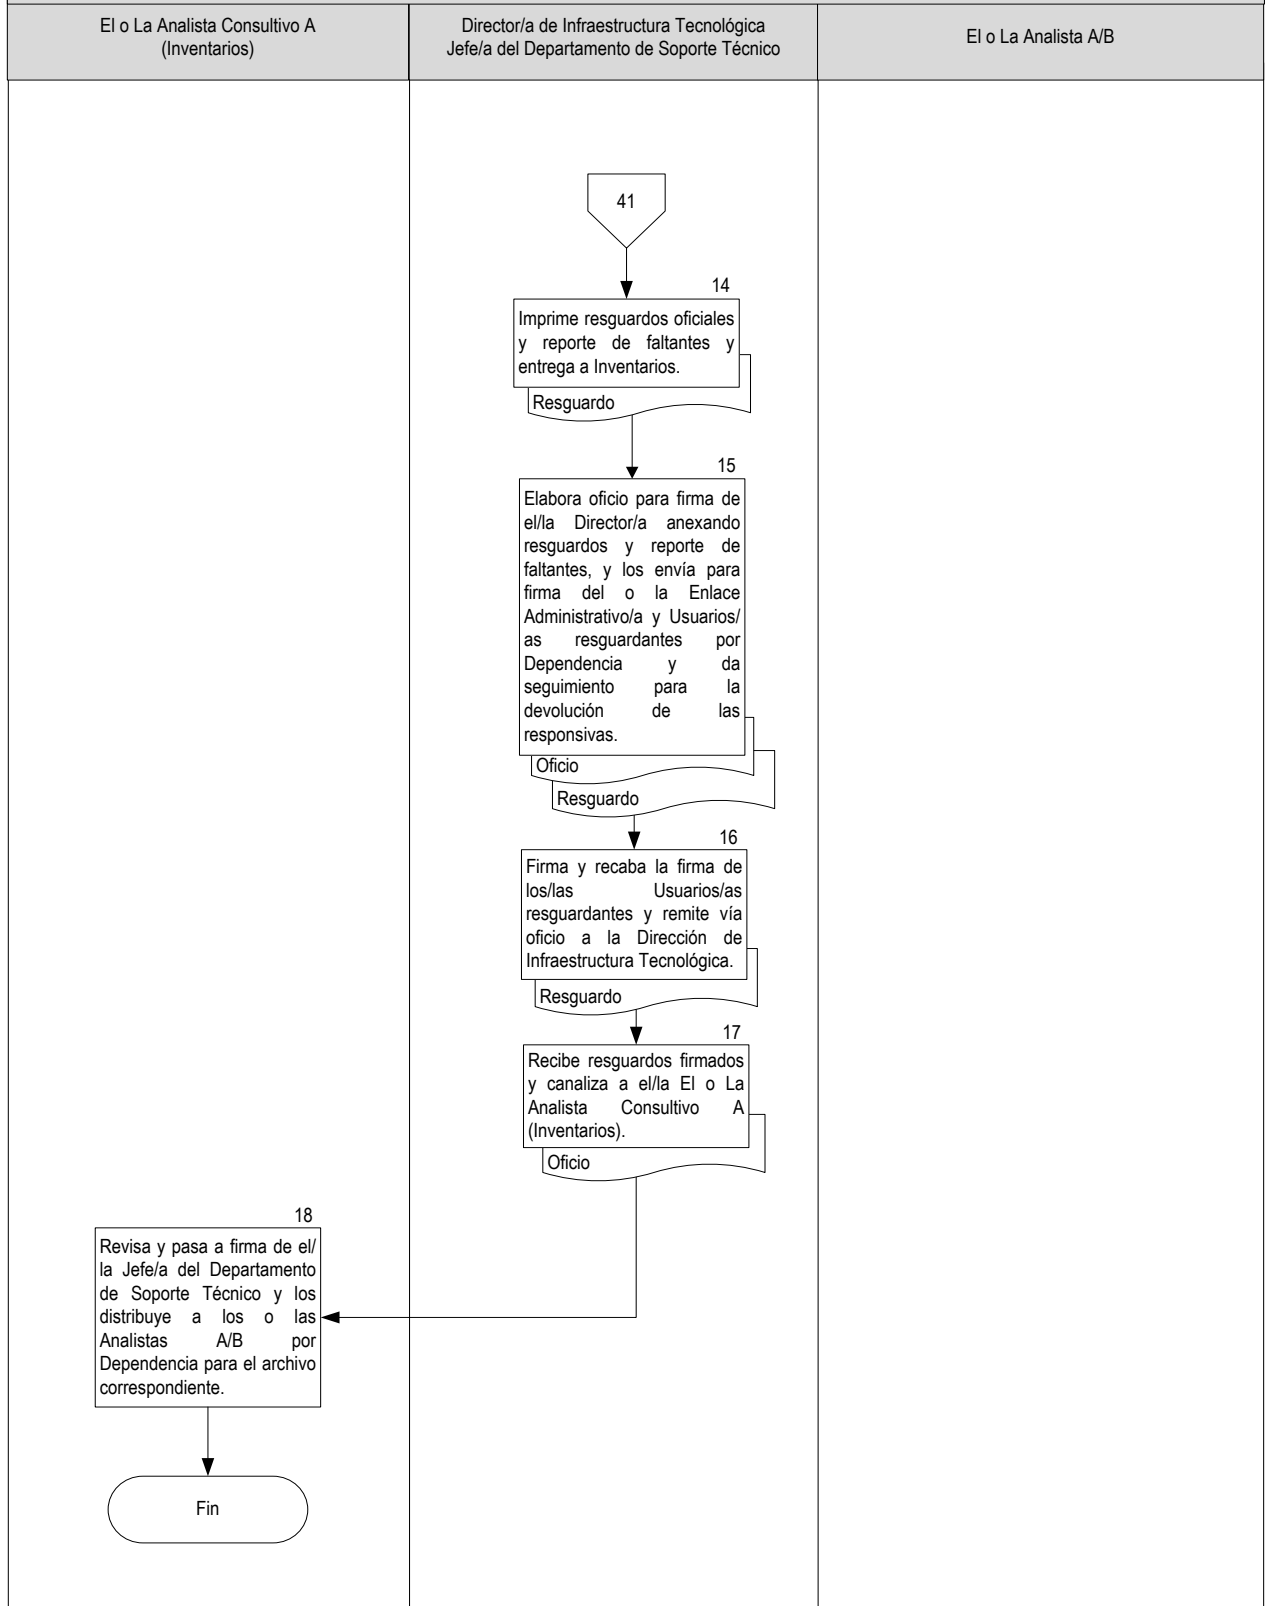 El o La Analista Consultivo A
(Inventarios)
Director/a de Infraestructura Tecnológica
Jefe/a del Departamento de Soporte Técnico
El o La Analista A/B
41
14
Imprime resguardos oficiales
y reporte de faltantes y
entrega a Inventarios.
Resguardo
15
Elabora oficio para firma de
el/la Director/a anexando
resguardos y reporte de
faltantes, y los envía para
firma del o la Enlace
Administrativo/a y Usuarios/
as resguardantes por
Dependencia y da
seguimiento para la
devolución de las
responsivas.
Oficio
Resguardo
16
Firma y recaba la firma de
los/las Usuarios/as
resguardantes y remite vía
oficio a la Dirección de
Infraestructura Tecnológica.
Resguardo
17
Recibe resguardos firmados
y canaliza a el/la El o La
Analista Consultivo A
(Inventarios).
Oficio
18
Revisa y pasa a firma de el/
la Jefe/a del Departamento
de Soporte Técnico y los
distribuye a los o las
Analistas A/B por
Dependencia para el archivo
correspondiente.
Fin